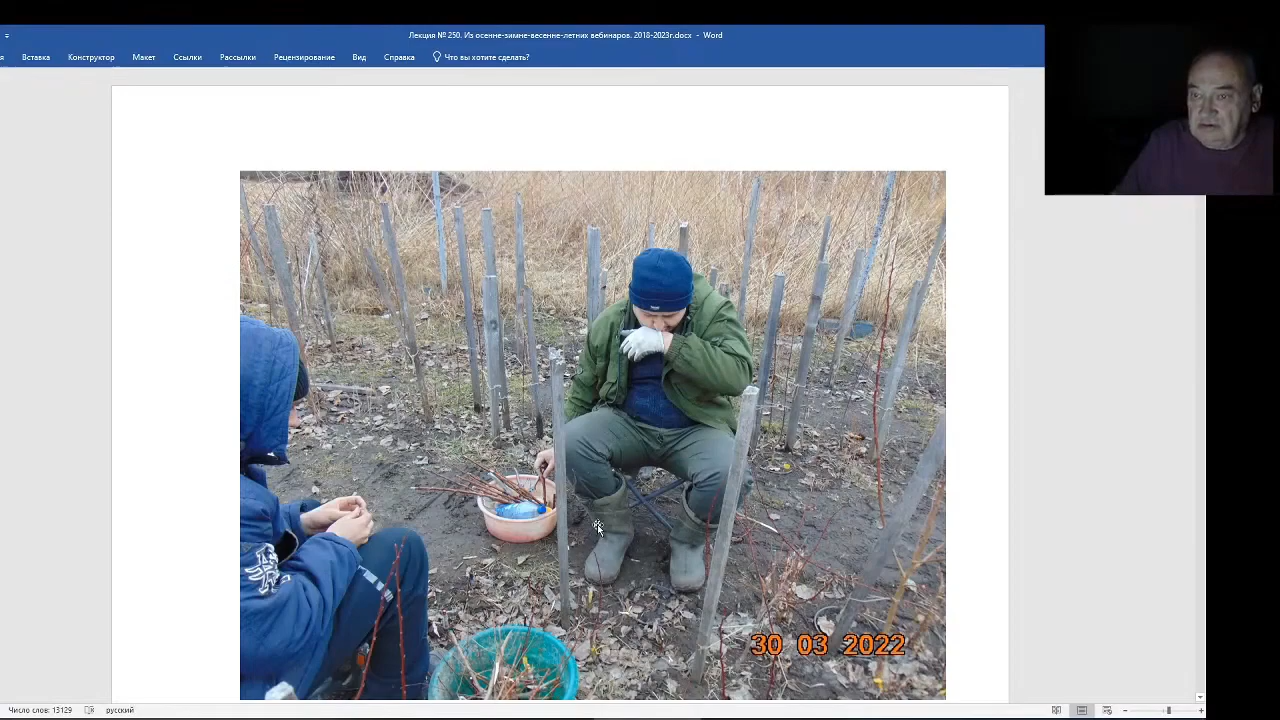 Лекция № 250. Из осенне-зимне-весенне-летних вебинаров. 2018-2023г.docx - Word
Вставка Конструктор Макет Ссылки Рассылки Рецензирование Вид Справка Что вы хотите сделать?
30 03 2022
Число слов: 13129 русский